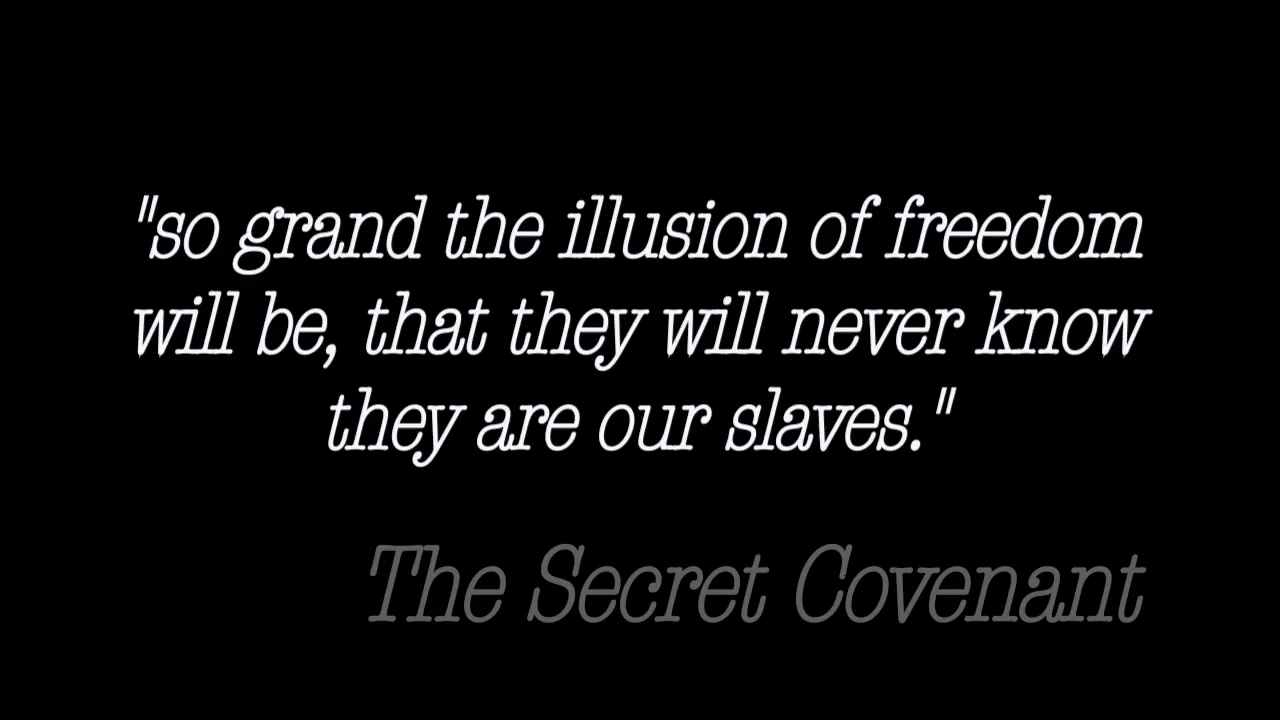 "so grand the illusion of freedom
will be, that they will never know
they are our slaves."
The Secret Covenant